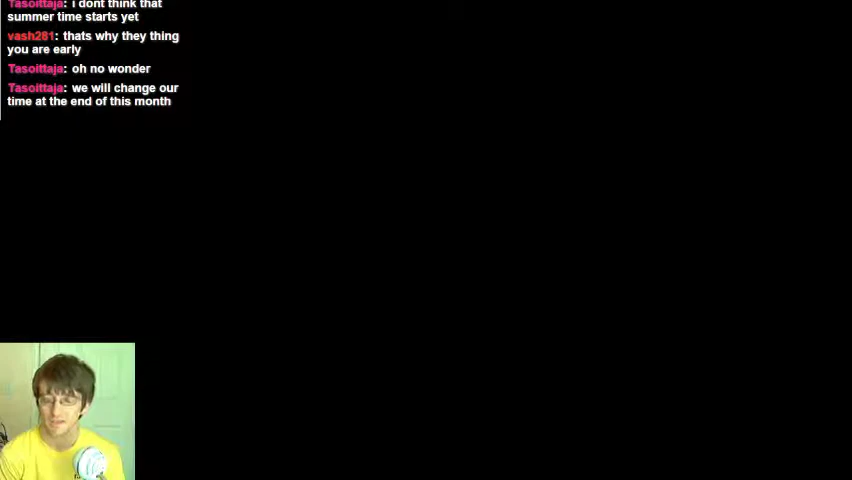 Tasoittaja: i dont think that
summer time starts yet
vash281: thats why they thing
you are early
Tasoittaja: oh no wonder
Tasoittaja: we will change our
time at the end of this month